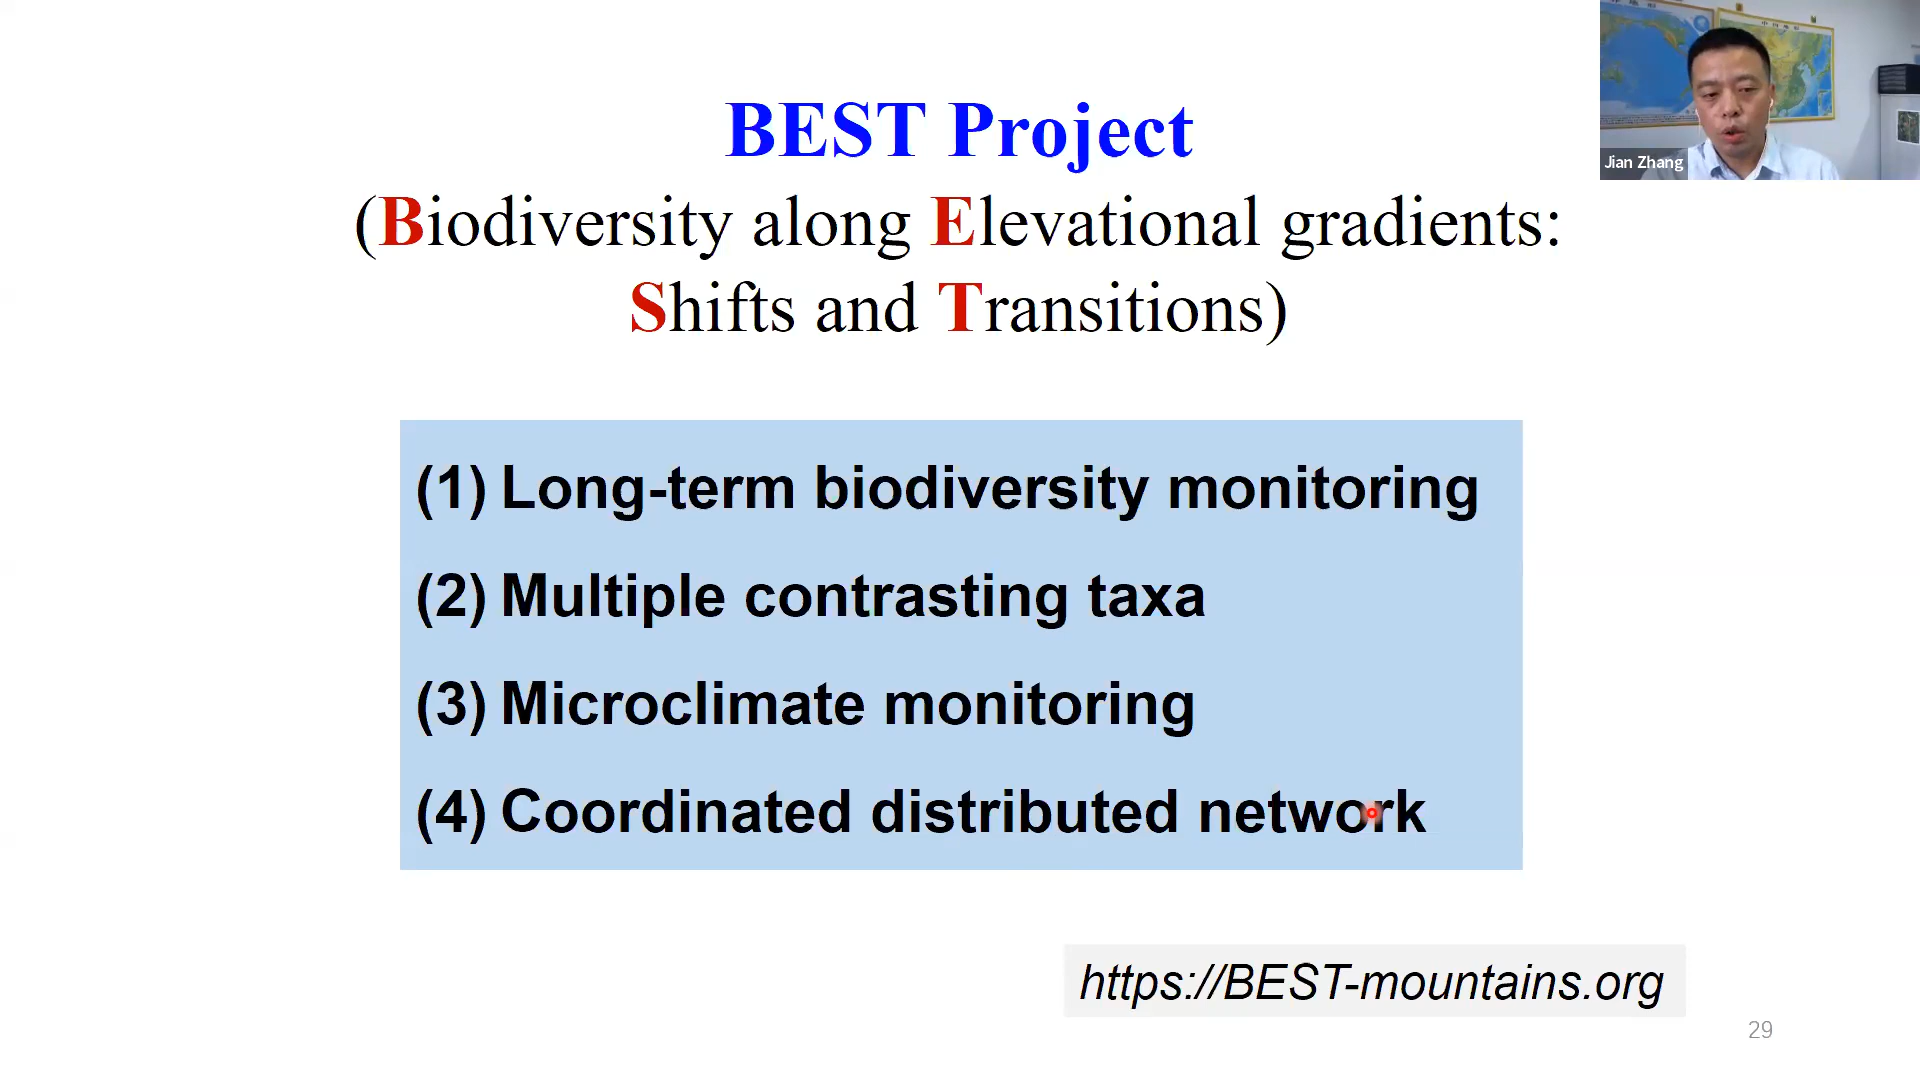 BEST Project
(Biodiversity along Elevational gradients:
Shifts and Transitions)
(1) Long-term biodiversity monitoring
(2) Multiple contrasting taxa
(3) Microclimate monitoring
(4) Coordinated distributed network
https://BEST-mountains.org
29
Jian Zhang